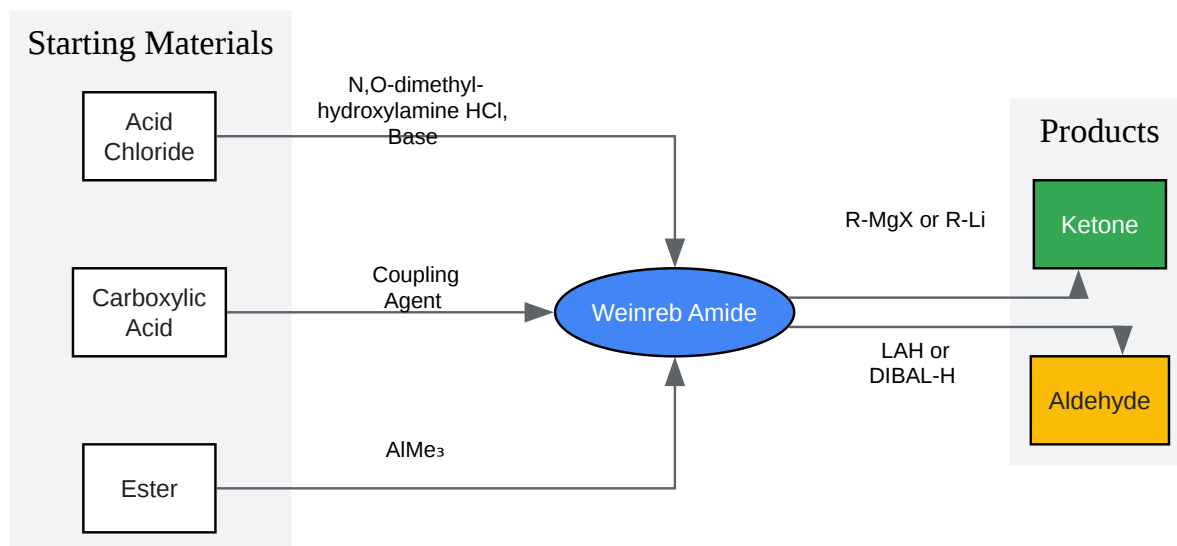 Starting Materials
Acid
Chloride
N,O-dimethyl-
hydroxylamine HCl,
Base
Carboxylic
Acid
Coupling
Agent
Ester
AlMe₃
Weinreb Amide
R-MgX or R-Li
LAH or
DIBAL-H
Products
Ketone
Aldehyde